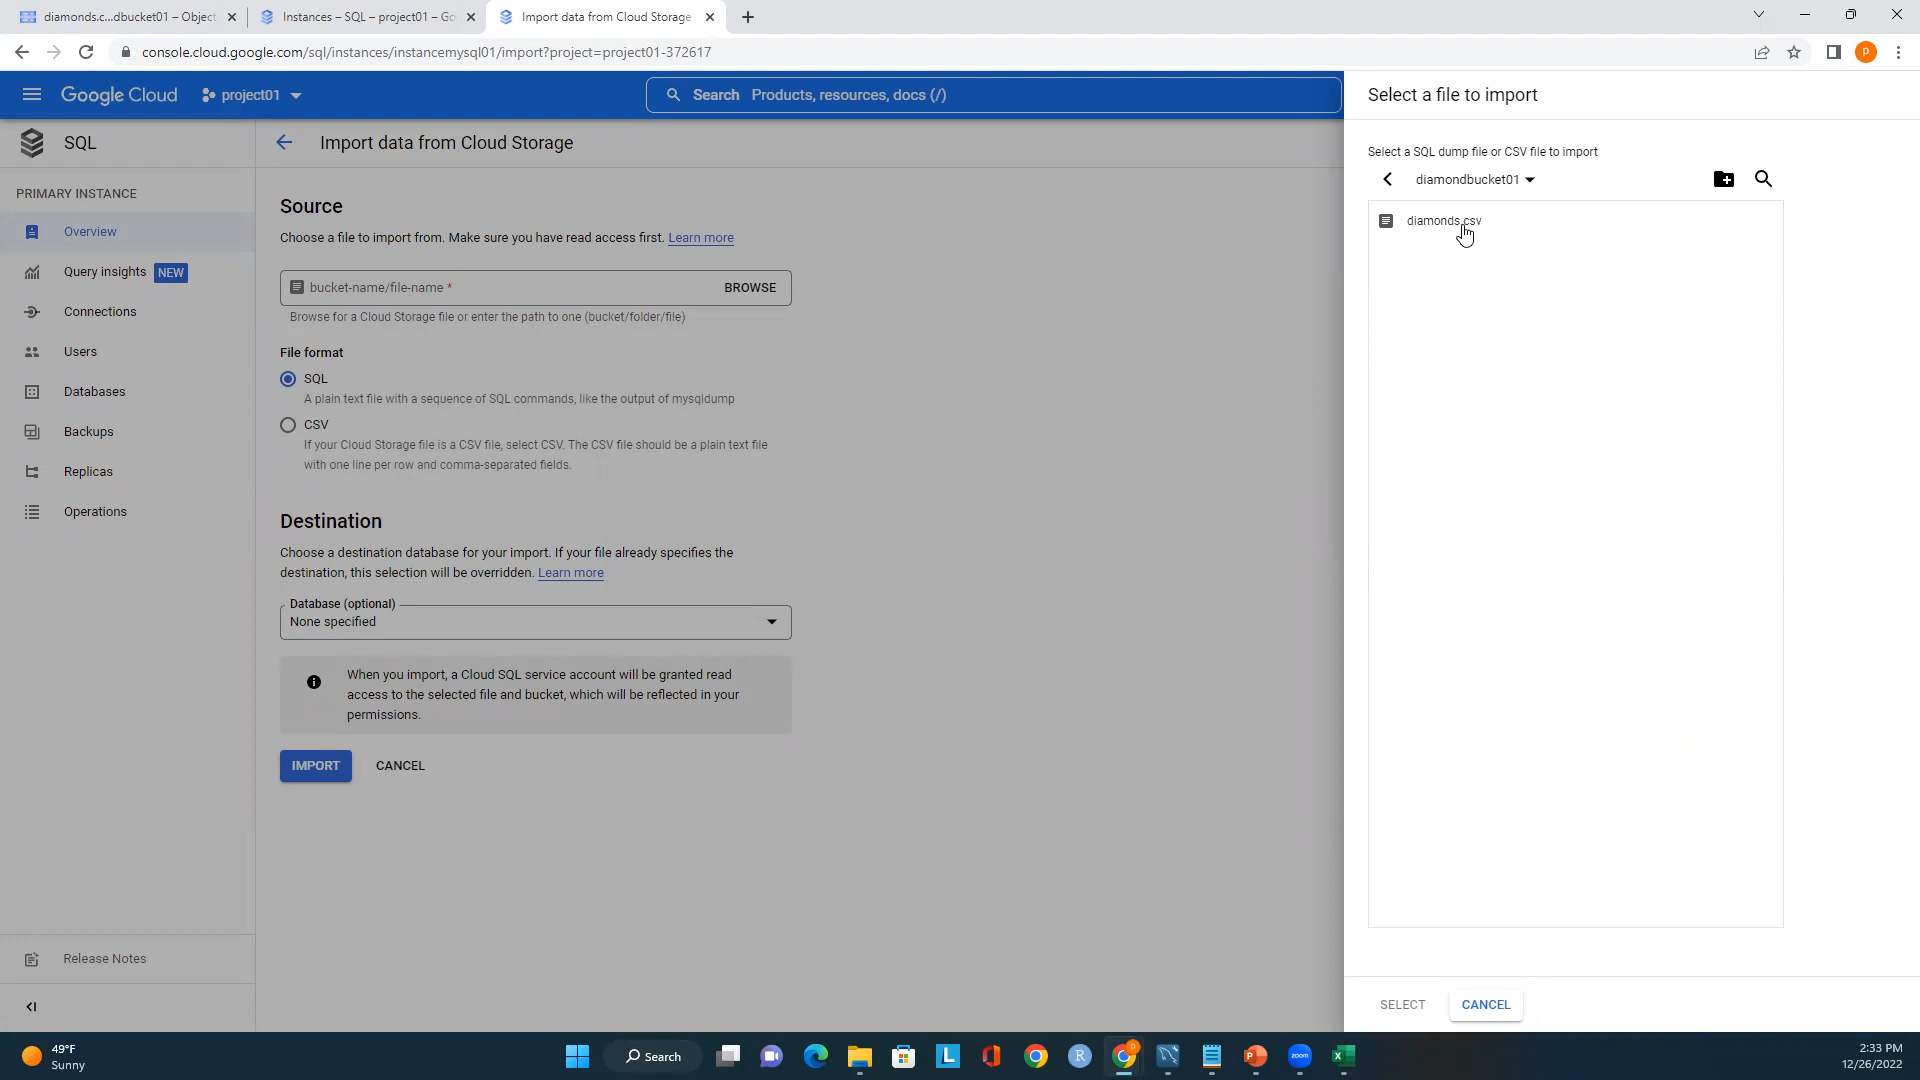 diamonds.c...dbucket01 – Object
Instances – SQL – project01 – Go
Import data from Cloud Storage
console.cloud.google.com/sql/instances/instancemysql01/import?project=project01-372617
P
Google Cloud
project01
Search Products, resources, docs (/)
Select a file to import
SQL
Import data from Cloud Storage
Select a SQL dump file or CSV file to import
diamondbucket01
PRIMARY INSTANCE
Overview
Query insights NEW
Connections
Users
Databases
Backups
Replicas
Operations
Release Notes
Source
Choose a file to import from. Make sure you have read access first. Learn more
bucket-name/file-name *
BROWSE
Browse for a Cloud Storage file or enter the path to one (bucket/folder/file)
File format
SQL
A plain text file with a sequence of SQL commands, like the output of mysqldump
CSV
If your Cloud Storage file is a CSV file, select CSV. The CSV file should be a plain text file
with one line per row and comma-separated fields.
Destination
Choose a destination database for your import. If your file already specifies the
destination, this selection will be overridden. Learn more
Database (optional)
None specified
When you import, a Cloud SQL service account will be granted read
access to the selected file and bucket, which will be reflected in your
permissions.
IMPORT
CANCEL
diamonds.csv
SELECT
CANCEL
49°F
Sunny
Search
L
R
P
zoom
X
2:33 PM
12/26/2022